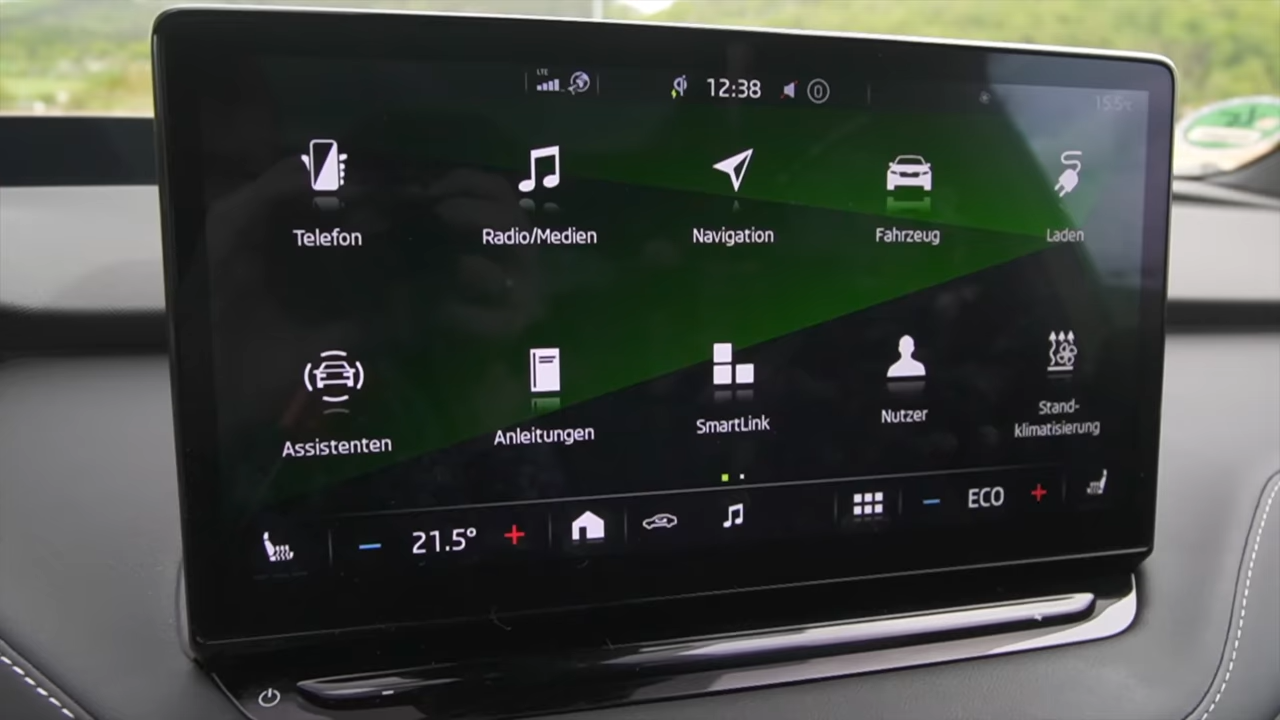 LTE
12:38
0
15.5°C
Telefon
Radio/Medien
Navigation
Fahrzeug
Laden
Assistenten
Anleitungen
SmartLink
Nutzer
Stand-
klimatisierung
21.5°
ECO